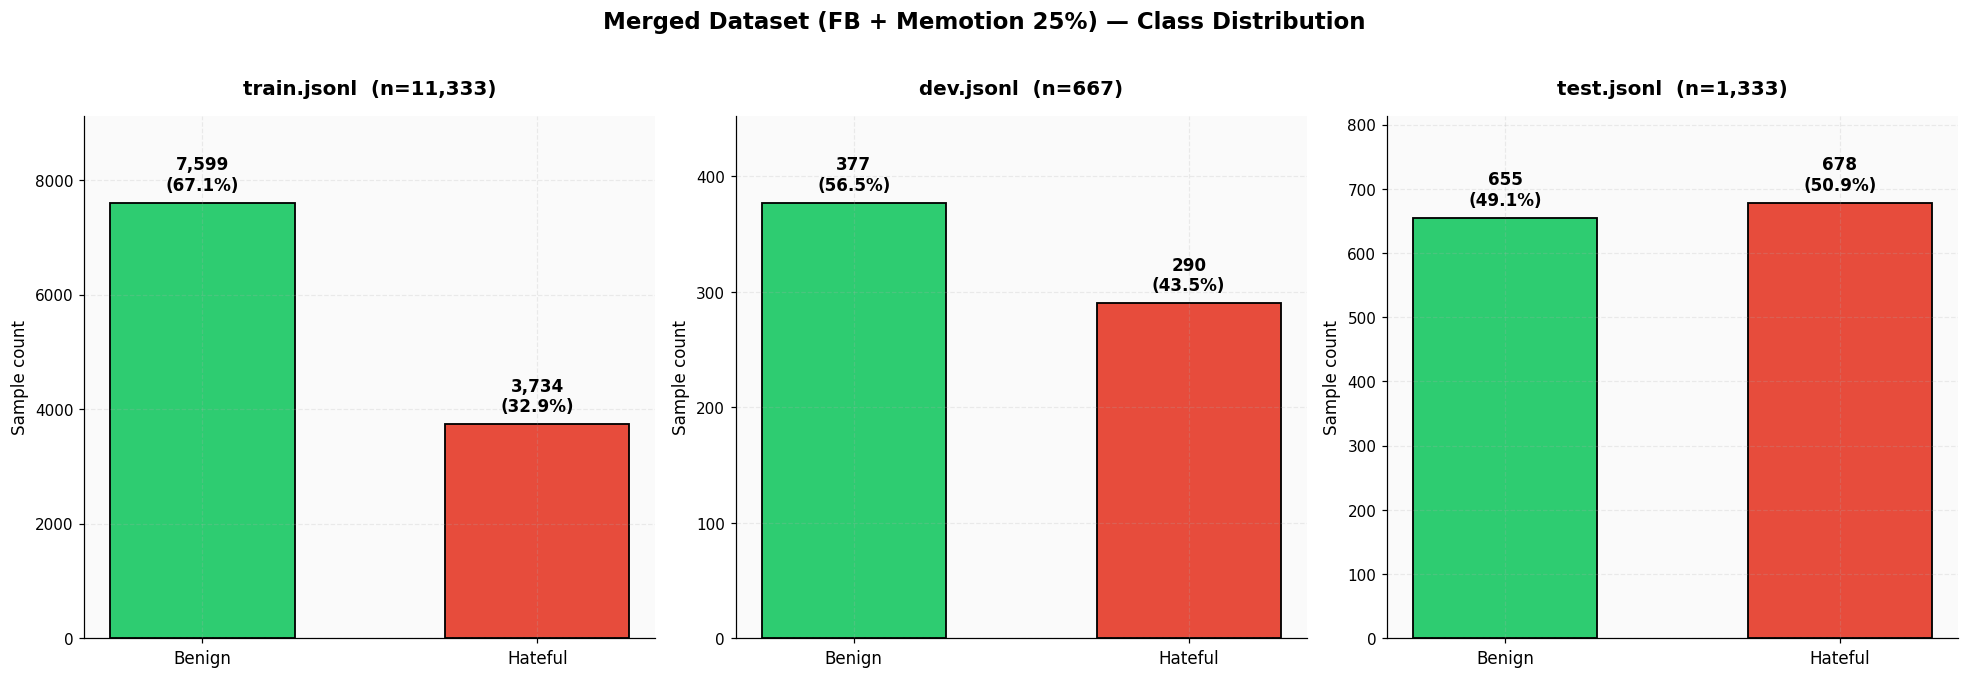 Merged Dataset (FB + Memotion 25%) — Class Distribution
train.jsonl (n=11,333)
Sample count
8000
6000
4000
2000
0
7,599
(67.1%)
3,734
(32.9%)
Benign
Hateful
dev.jsonl (n=667)
Sample count
400
300
200
100
0
377
(56.5%)
290
(43.5%)
Benign
Hateful
test.jsonl (n=1,333)
Sample count
800
700
600
500
400
300
200
100
0
655
(49.1%)
678
(50.9%)
Benign
Hateful